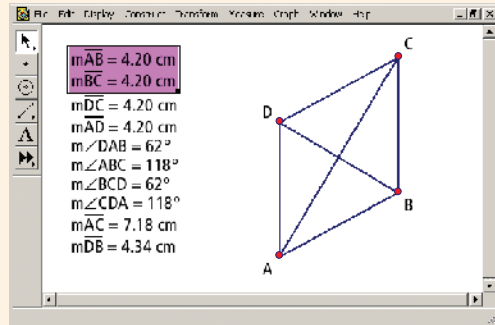 File Edit Display Construct Transform Measure Graph Window Help
mAB = 4.20 cm
mBC = 4.20 cm
mDC = 4.20 cm
mAD = 4.20 cm
m∠DAB = 62°
m∠ABC = 118°
m∠BCD = 62°
m∠CDA = 118°
mAC = 7.18 cm
mDB = 4.34 cm
A
C
D
B
A